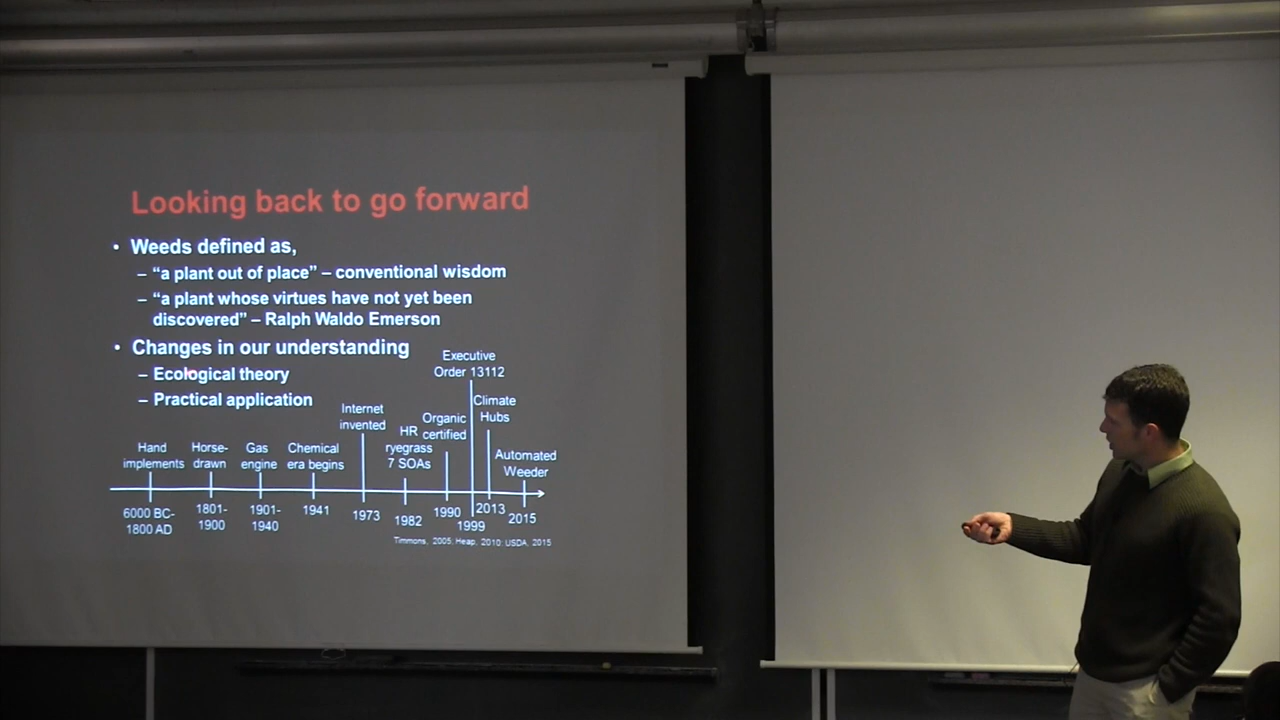 Looking back to go forward
• Weeds defined as,
– “a plant out of place” – conventional wisdom
– “a plant whose virtues have not yet been
discovered” – Ralph Waldo Emerson
• Changes in our understanding
– Ecological theory
– Practical application
Hand
implements
6000 BC-
1800 AD
Horse-
drawn
1801-
1900
Gas
engine
1901-
1940
Chemical
era begins
1941
Internet
invented
1973
HR
ryegrass
7 SOAs
1982
Organic
certified
1990
Executive
Order 13112
1999
Climate
Hubs
2013
Automated
Weeder
2015
Timmons, 2005; Heap, 2010; USDA, 2015